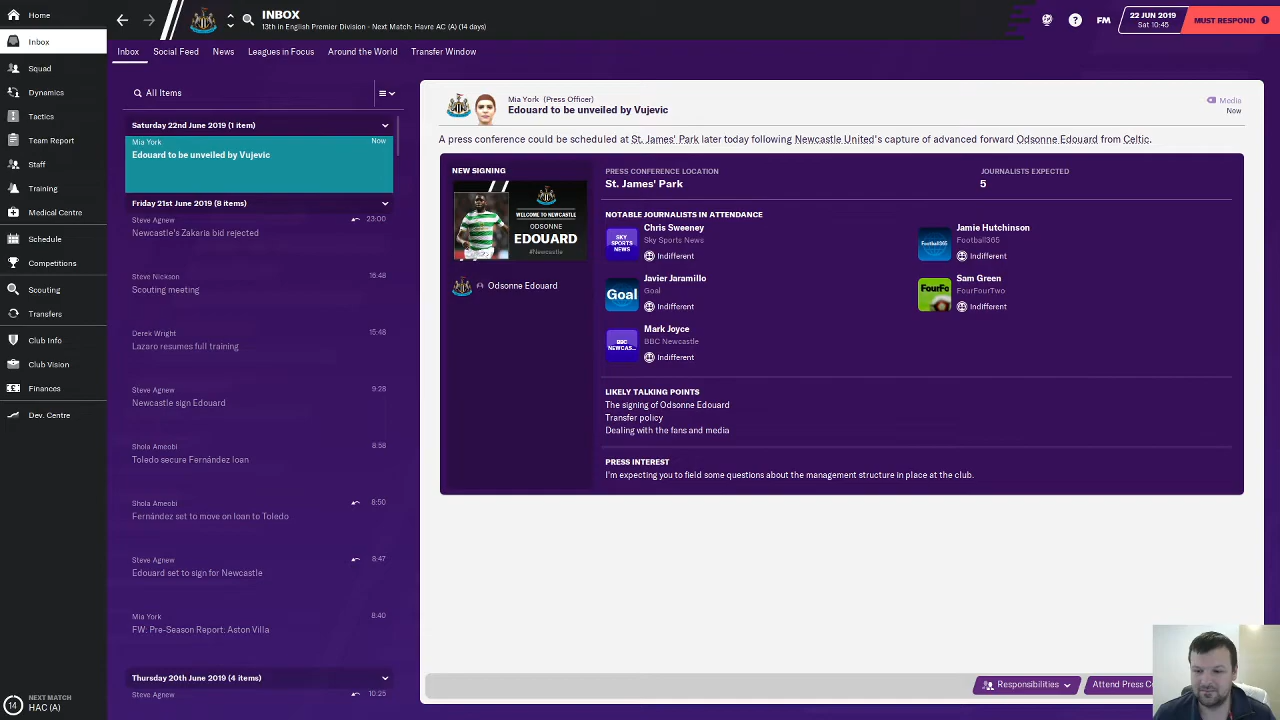 Home
INBOX
13th in English Premier Division - Next Match: Havre AC (A) (14 days)
?
FM
22 JUN 2019
Sat 10:45
MUST RESPOND
Inbox
Inbox
Social Feed
News
Leagues in Focus
Around the World
Transfer Window
Squad
Dynamics
Tactics
Team Report
Staff
Training
Medical Centre
Schedule
Competitions
Scouting
Transfers
Club Info
Club Vision
Finances
Dev. Centre
14
NEXT MATCH
HAC (A)
All Items
Saturday 22nd June 2019 (1 item)
Mia York
Now
Edouard to be unveiled by Vujevic
Friday 21st June 2019 (8 items)
Steve Agnew
23:00
Newcastle's Zakaria bid rejected
Steve Nickson
16:48
Scouting meeting
Derek Wright
15:48
Lazaro resumes full training
Steve Agnew
9:28
Newcastle sign Edouard
Shola Ameobi
8:58
Toledo secure Fernández loan
Shola Ameobi
8:50
Fernández set to move on loan to Toledo
Steve Agnew
8:47
Edouard set to sign for Newcastle
Mia York
8:40
FW: Pre-Season Report: Aston Villa
Thursday 20th June 2019 (4 items)
Steve Agnew
10:25
Mia York (Press Officer)
Edouard to be unveiled by Vujevic
Media
Now
A press conference could be scheduled at St. James' Park later today following Newcastle United's capture of advanced forward Odsonne Edouard from Celtic.
NEW SIGNING
WELCOME TO NEWCASTLE
ODSONNE
EDOUARD
#Newcastle
Odsonne Edouard
PRESS CONFERENCE LOCATION
St. James' Park
JOURNALISTS EXPECTED
5
NOTABLE JOURNALISTS IN ATTENDANCE
SKY
SPORTS
NEWS
Chris Sweeney
Sky Sports News
Indifferent
Football365
Jamie Hutchinson
Football365
Indifferent
Goal
Javier Jaramillo
Goal
Indifferent
FourFo
Sam Green
FourFourTwo
Indifferent
BBC
NEWCAS...
Mark Joyce
BBC Newcastle
Indifferent
LIKELY TALKING POINTS
The signing of Odsonne Edouard
Transfer policy
Dealing with the fans and media
PRESS INTEREST
I'm expecting you to field some questions about the management structure in place at the club.
Responsibilities
Attend Press Co